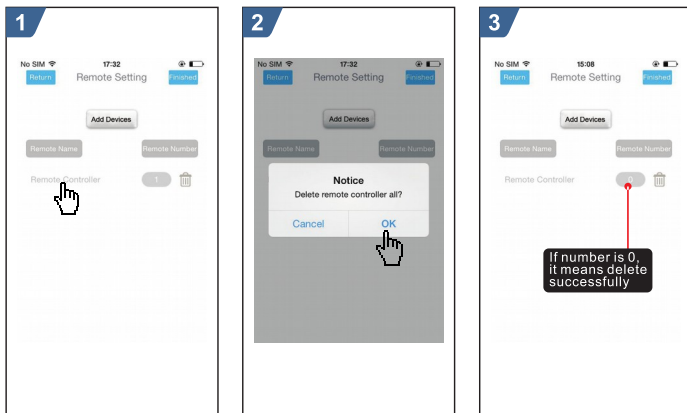 1
No SIM 17:32
Return Remote Setting Finished
Add Devices
Remote Name Remote Number
Remote Controller 1
2
No SIM 17:32
Return Remote Setting Finished
Add Devices
Remote Name Remote Number
Notice
Delete remote controller all?
Cancel OK
3
No SIM 15:08
Return Remote Setting Finished
Add Devices
Remote Name Remote Number
Remote Controller 0
If number is 0,
it means delete
successfully